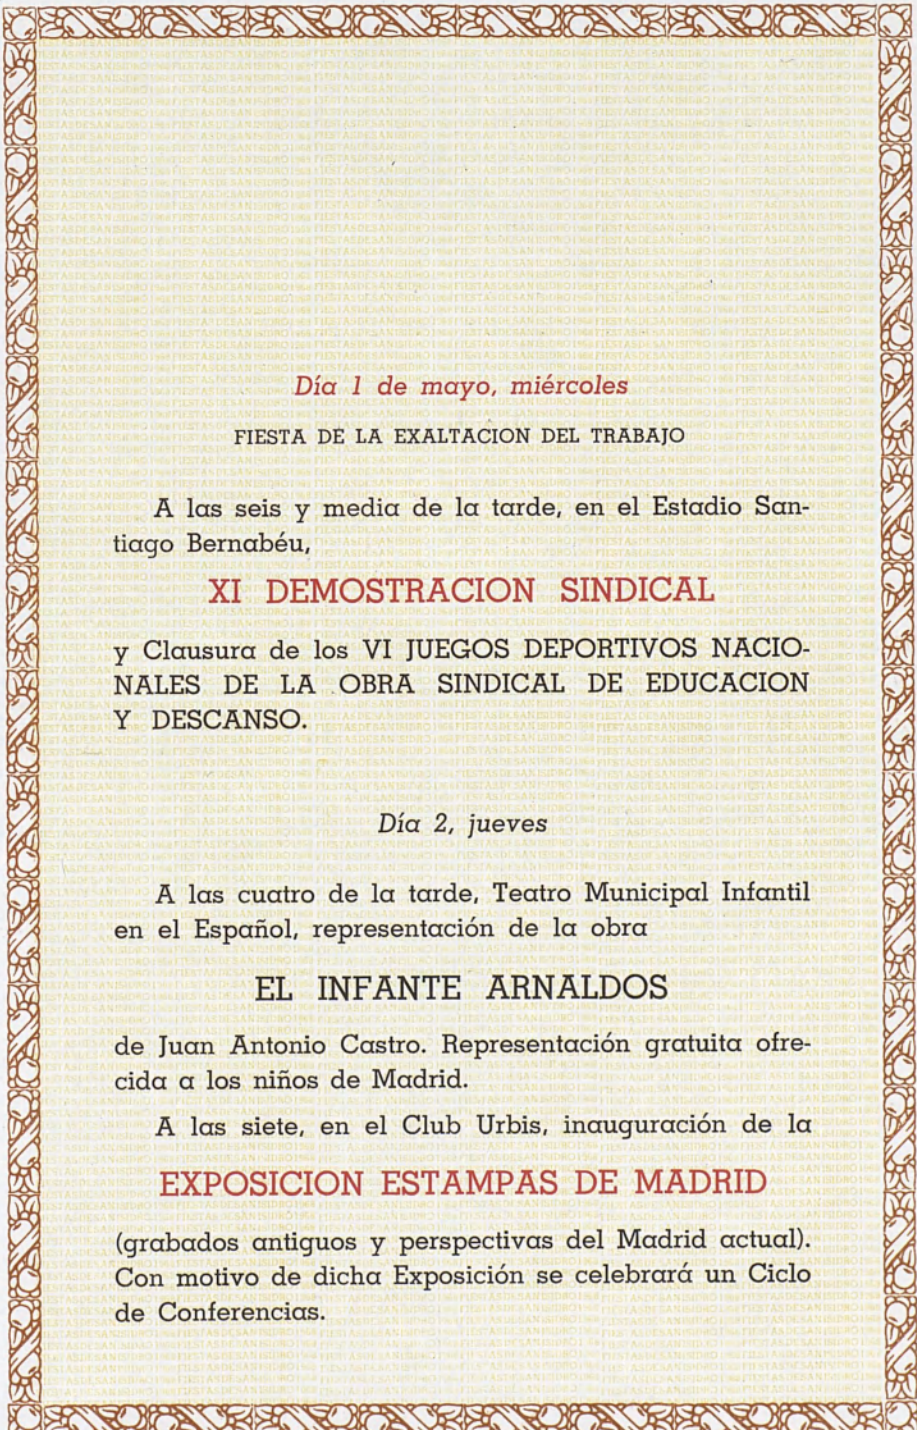 Día 1 de mayo, miércoles
FIESTA DE LA EXALTACION DEL TRABAJO
A las seis y media de la tarde, en el Estadio San-
tiago Bernabéu,
XI DEMOSTRACION SINDICAL
y Clausura de los VI JUEGOS DEPORTIVOS NACIO-
NALES DE LA OBRA SINDICAL DE EDUCACION
Y DESCANSO.
Día 2, jueves
A las cuatro de la tarde, Teatro Municipal Infantil
en el Español, representación de la obra
EL INFANTE ARNALDOS
de Juan Antonio Castro. Representación gratuita ofre-
cida a los niños de Madrid.
A las siete, en el Club Urbis, inauguración de la
EXPOSICION ESTAMPAS DE MADRID
(grabados antiguos y perspectivas del Madrid actual).
Con motivo de dicha Exposición se celebrará un Ciclo
de Conferencias.